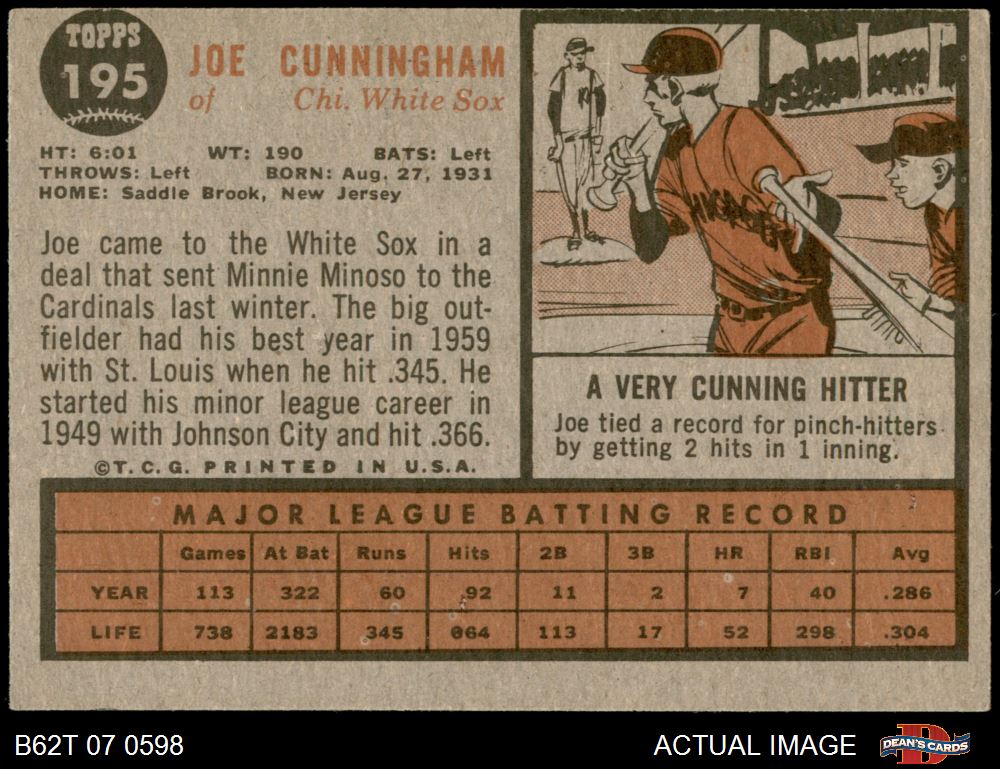 TOPPS
195
JOE CUNNINGHAM
of Chi. White Sox
HT: 6:01 WT: 190 BATS: Left
THROWS: Left BORN: Aug. 27, 1931
HOME: Saddle Brook, New Jersey
Joe came to the White Sox in a
deal that sent Minnie Minoso to the
Cardinals last winter. The big out-
fielder had his best year in 1959
with St. Louis when he hit .345. He
started his minor league career in
1949 with Johnson City and hit .366.
©T.C.G. PRINTED IN U.S.A.
A VERY CUNNING HITTER
Joe tied a record for pinch-hitters
by getting 2 hits in 1 inning.
MAJOR LEAGUE BATTING RECORD
Games At Bat Runs Hits 2B 3B HR RBI Avg
YEAR 113 322 60 92 11 2 7 40 .286
LIFE 738 2183 345 664 113 17 52 298 .304
B62T 07 0598
ACTUAL IMAGE
DEAN'S CARDS